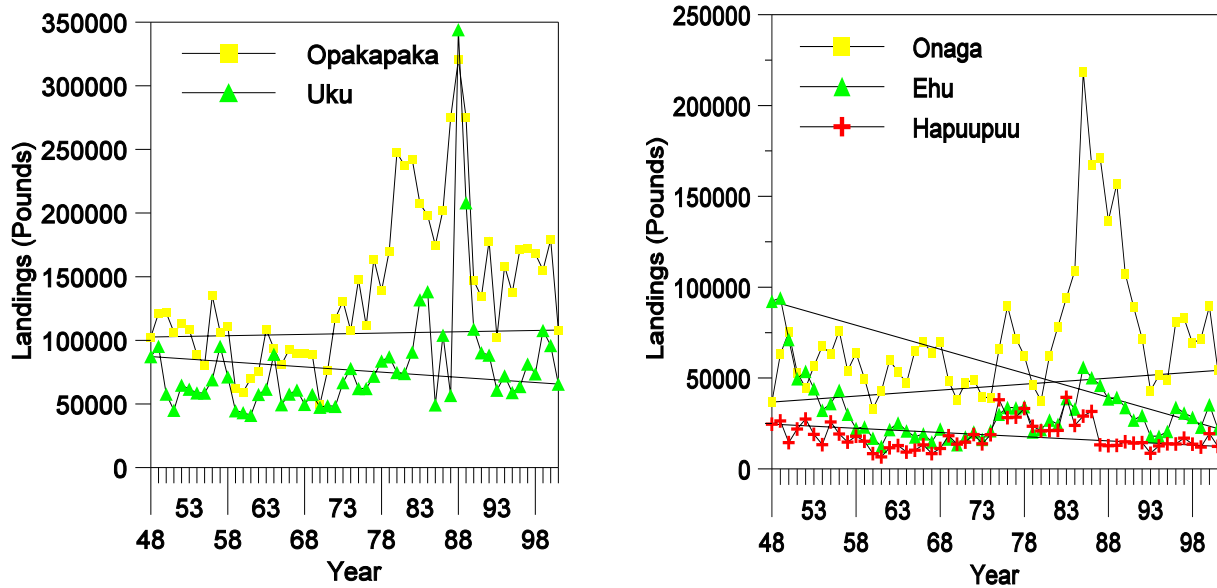 350000
300000
250000
200000
150000
100000
50000
0
Landings (Pounds)
Opakapaka
Uku
53 63 73 83 93
48 58 68 78 88 98
Year
250000
200000
150000
100000
50000
0
Landings (Pounds)
Onaga
Ehu
Hapuupuu
53 63 73 83 93
48 58 68 78 88 98
Year